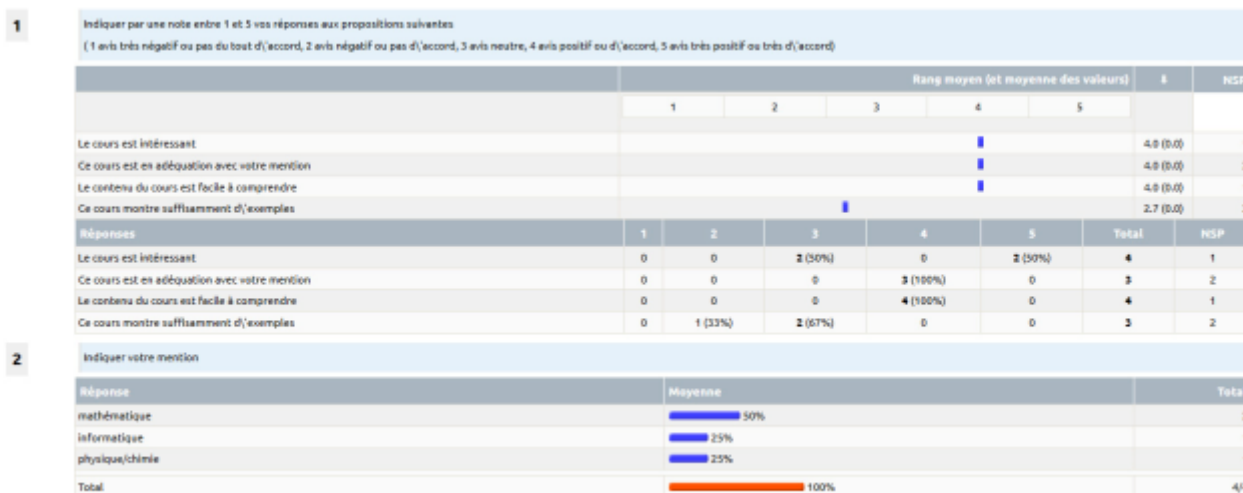 1
Indiquer par une note entre 1 et 5 vos réponses aux propositions suivantes
( 1 avis très négatif ou pas du tout d\'accord, 2 avis négatif ou pas d\'accord, 3 avis neutre, 4 avis positif ou d\'accord, 5 avis très positif ou très d\'accord)
Rang moyen (et moyenne des valeurs) NSP
1 2 3 4 5
Le cours est intéressant 4.0 (0.0)
Ce cours est en adéquation avec votre mention 4.0 (0.0)
Le contenu du cours est facile à comprendre 4.0 (0.0)
Ce cours montre suffisamment d\'exemples 2.7 (0.0)
Réponses 1 2 3 4 5 Total NSP
Le cours est intéressant 0 0 2 (50%) 0 2 (50%) 4 1
Ce cours est en adéquation avec votre mention 0 0 0 3 (100%) 0 3 2
Le contenu du cours est facile à comprendre 0 0 0 4 (100%) 0 4 1
Ce cours montre suffisamment d\'exemples 0 1 (33%) 2 (67%) 0 0 3 2
2
Indiquer votre mention
Réponse Moyenne Tota
mathématique 50%
informatique 25%
physique/chimie 25%
Total 100% 4/